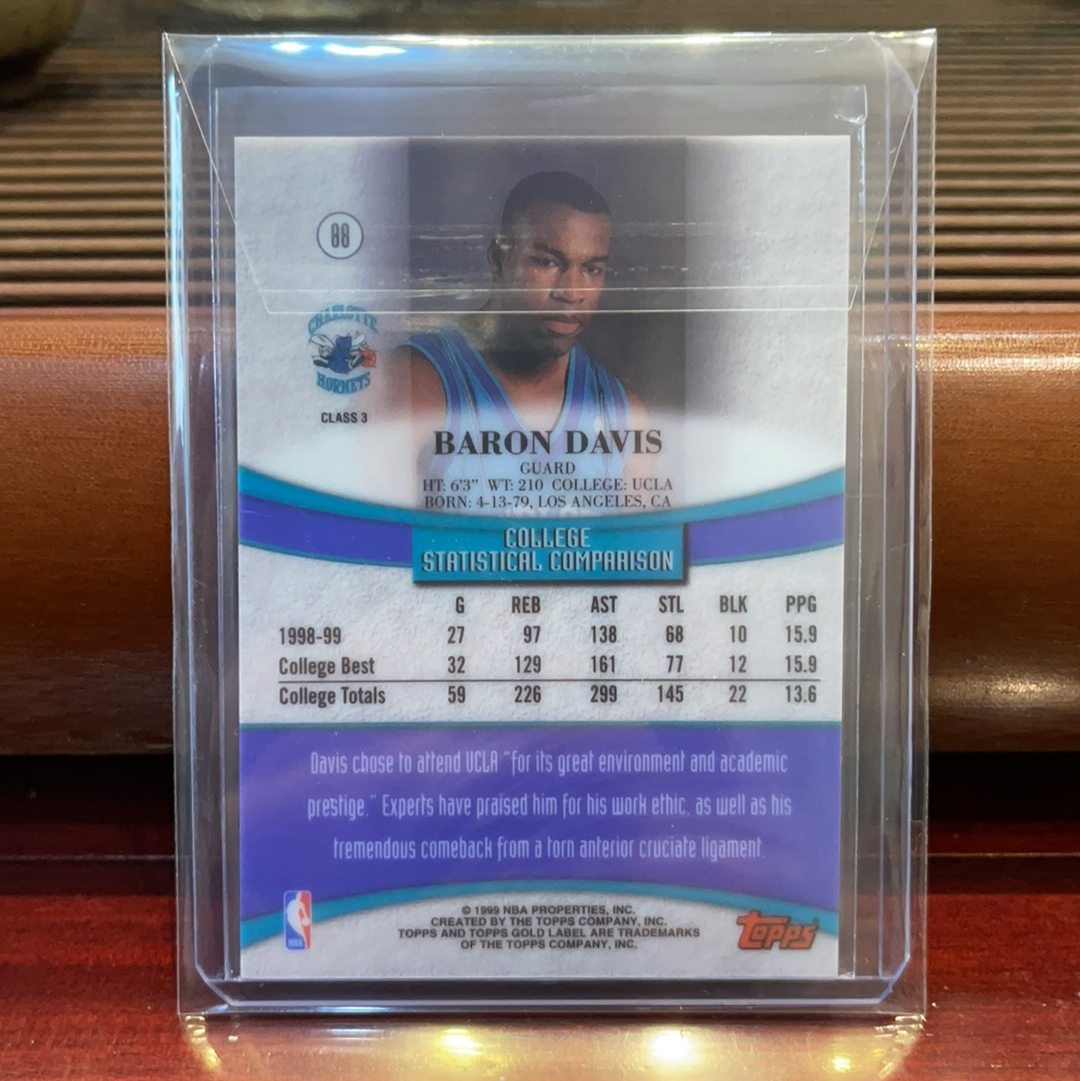 88
CHARLOTTE
HORNETS
CLASS 3
BARON DAVIS
GUARD
HT: 6'3" WT: 210 COLLEGE: UCLA
BORN: 4-13-79, LOS ANGELES, CA
COLLEGE
STATISTICAL COMPARISON
G REB AST STL BLK PPG
1998-99 27 97 138 68 10 15.9
College Best 32 129 161 77 12 15.9
College Totals 59 226 299 145 22 13.6
Davis chose to attend UCLA "for its great environment and academic
prestige." Experts have praised him for his work ethic, as well as his
tremendous comeback from a torn anterior cruciate ligament.
© 1999 NBA PROPERTIES, INC.
CREATED BY THE TOPPS COMPANY, INC.
TOPPS AND TOPPS GOLD LABEL ARE TRADEMARKS
OF THE TOPPS COMPANY, INC.
NBA
Topps